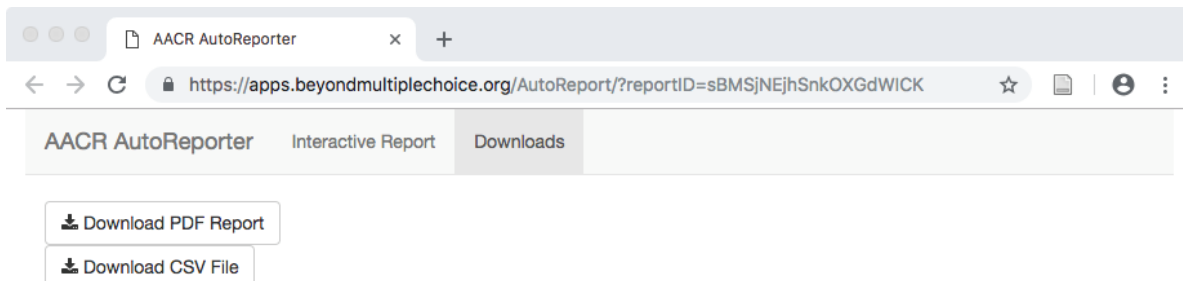 AACR AutoReporter
https://apps.beyondmultiplechoice.org/AutoReport/?reportID=sBMSjNEjhSnkOXGdWICK
AACR AutoReporter Interactive Report Downloads
Download PDF Report
Download CSV File